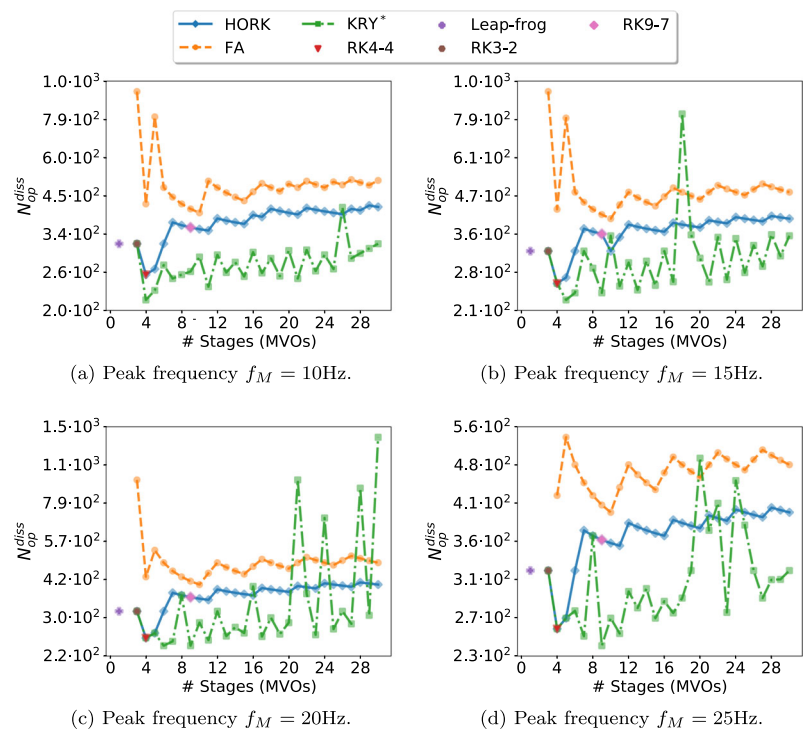 HORK KRY* Leap-frog RK9-7
FA RK4-4 RK3-2
1.0·10³ 1.0·10³
7.9·10² 7.9·10²
6.0·10² 6.1·10²
4.5·10² 4.7·10²
3.4·10² 3.6·10²
2.6·10² 2.8·10²
2.0·10² 2.1·10²
N_op^diss N_op^diss
0 4 8 12 16 20 24 28 0 4 8 12 16 20 24 28
# Stages (MVOs) # Stages (MVOs)
(a) Peak frequency f_M = 10Hz. (b) Peak frequency f_M = 15Hz.
1.5·10³ 5.6·10²
1.1·10³ 4.8·10²
7.9·10² 4.1·10²
5.7·10² 3.6·10²
4.2·10² 3.1·10²
3.0·10² 2.7·10²
2.2·10² 2.3·10²
N_op^diss N_op^diss
0 4 8 12 16 20 24 28 0 4 8 12 16 20 24 28
# Stages (MVOs) # Stages (MVOs)
(c) Peak frequency f_M = 20Hz. (d) Peak frequency f_M = 25Hz.